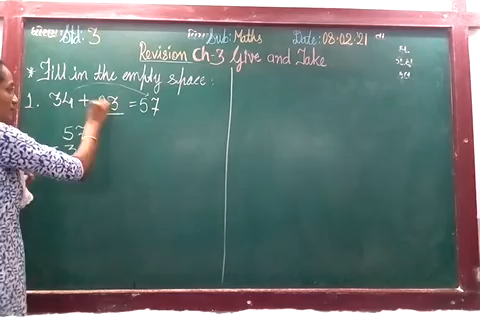 Std: 3 Sub: Maths Date: 08.02.21
Revision Ch-3 Give and Take
* Fill in the empty space:
1. 34 + 23 = 57
57